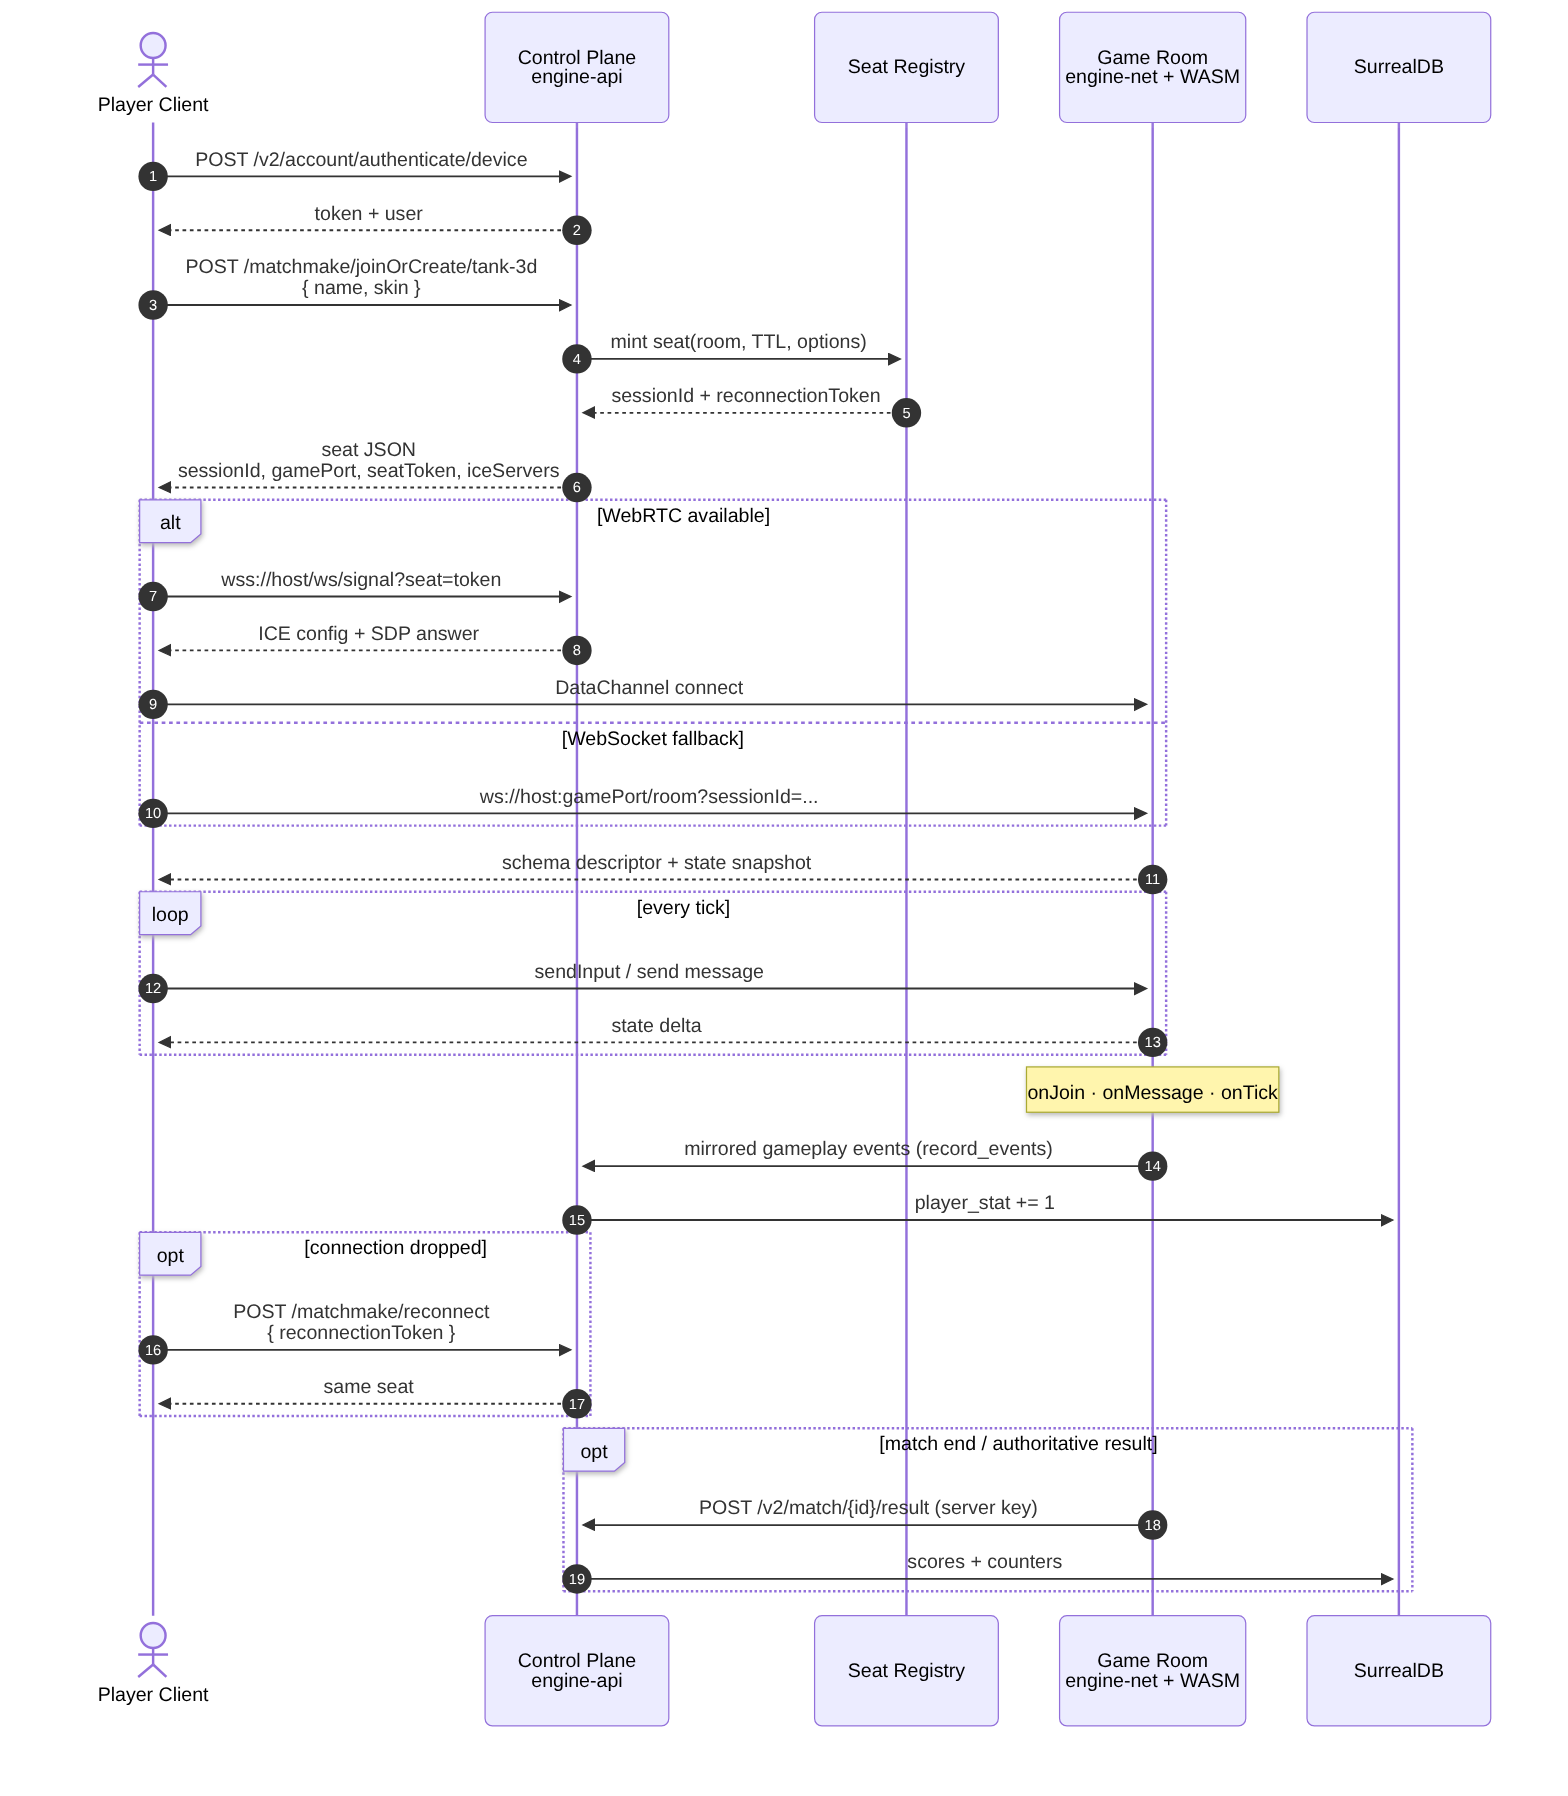 Player Client
Control Plane
engine-api
Seat Registry
Game Room
engine-net + WASM
SurrealDB
POST /v2/account/authenticate/device
1
token + user
2
POST /matchmake/joinOrCreate/tank-3d
{ name, skin }
3
mint seat(room, TTL, options)
4
sessionId + reconnectionToken
5
seat JSON
sessionId, gamePort, seatToken, iceServers
6
alt
[WebRTC available]
wss://host/ws/signal?seat=token
7
ICE config + SDP answer
8
DataChannel connect
9
[WebSocket fallback]
ws://host:gamePort/room?sessionId=...
10
schema descriptor + state snapshot
11
loop
[every tick]
sendInput / send message
12
state delta
13
onJoin · onMessage · onTick
mirrored gameplay events (record_events)
14
player_stat += 1
15
opt
[connection dropped]
POST /matchmake/reconnect
{ reconnectionToken }
16
same seat
17
opt
[match end / authoritative result]
POST /v2/match/{id}/result (server key)
18
scores + counters
19
Player Client
Control Plane
engine-api
Seat Registry
Game Room
engine-net + WASM
SurrealDB